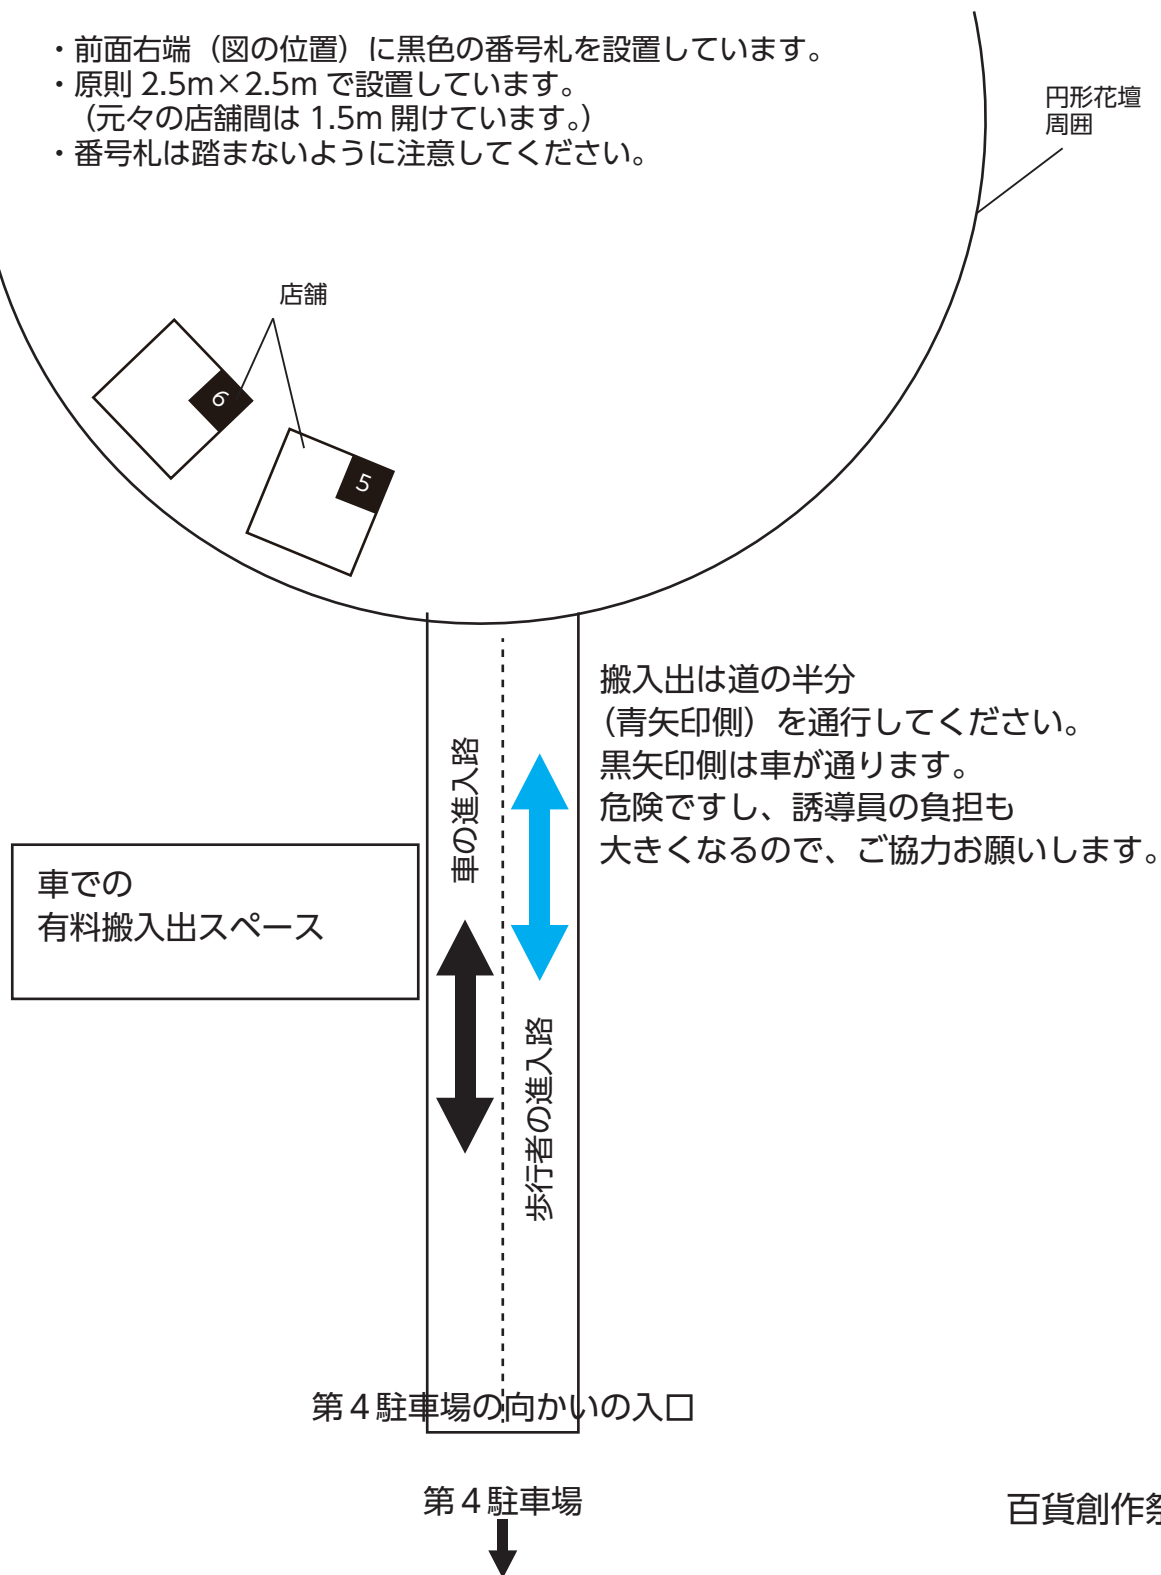 ・前面右端（図の位置）に黒色の番号札を設置しています。
・原則 2.5m×2.5m で設置しています。
（元々の店舗間は 1.5m 開けています。）
・番号札は踏まないように注意してください。
円形花壇
周囲
店舗
6
5
搬入出は道の半分
（青矢印側）を通行してください。
黒矢印側は車が通ります。
危険ですし、誘導員の負担も
大きくなるので、ご協力お願いします。
車の進入路
車での
有料搬入出スペース
歩行者の進入路
第４駐車場の向かいの入口
第４駐車場
百貨創作祭